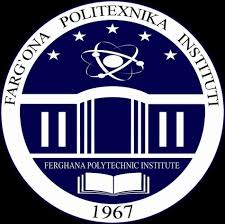 FARG'ONA POLITEXNIKA INSTITUTI
FERGHANA POLYTECHNIC INSTITUTE
1967